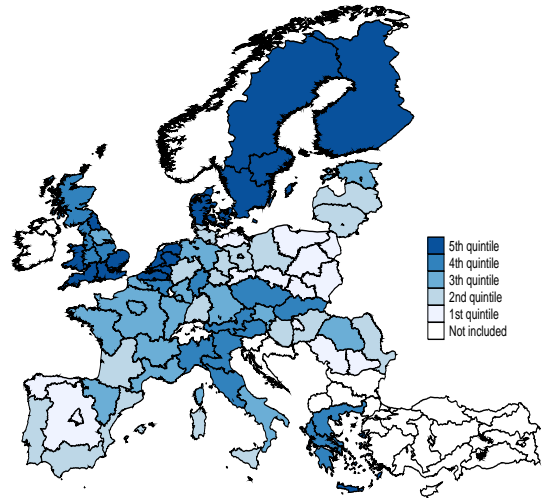 5th quintile
4th quintile
3th quintile
2nd quintile
1st quintile
Not included